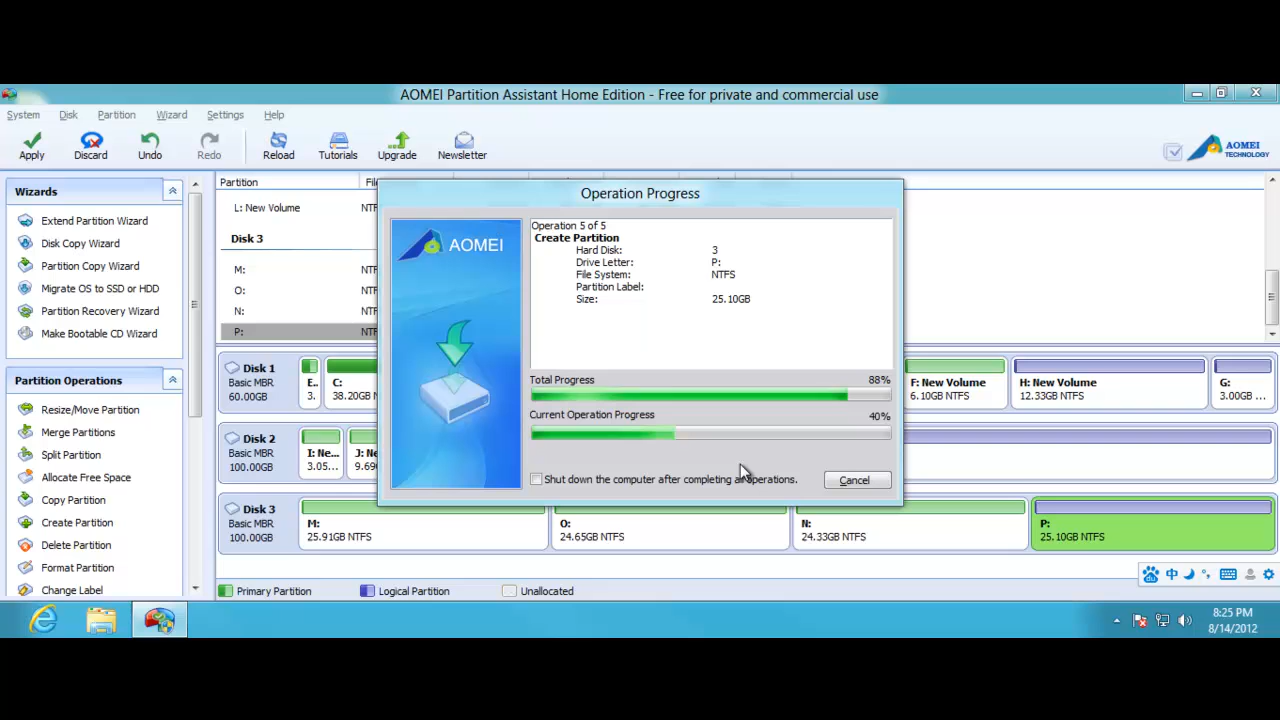 AOMEI Partition Assistant Home Edition - Free for private and commercial use
System Disk Partition Wizard Settings Help
Apply Discard Undo Redo Reload Tutorials Upgrade Newsletter
AOMEI
TECHNOLOGY
Wizards
Extend Partition Wizard
Disk Copy Wizard
Partition Copy Wizard
Migrate OS to SSD or HDD
Partition Recovery Wizard
Make Bootable CD Wizard
Partition Operations
Resize/Move Partition
Merge Partitions
Split Partition
Allocate Free Space
Copy Partition
Create Partition
Delete Partition
Format Partition
Change Label
Partition
L: New Volume
Disk 3
M:
O:
N:
P:
Operation Progress
AOMEI
Operation 5 of 5
Create Partition
Hard Disk: 3
Drive Letter: P:
File System: NTFS
Partition Label:
Size: 25.10GB
Total Progress 88%
Current Operation Progress 40%
Shut down the computer after completing operations.
Cancel
Disk 1
Basic MBR
60.00GB
E..
3.
C:
38.20GB
F: New Volume
6.10GB NTFS
H: New Volume
12.33GB NTFS
G:
3.00GB ...
Disk 2
Basic MBR
100.00GB
I: Ne...
3.05...
J: Ne
9.69
Disk 3
Basic MBR
100.00GB
M:
25.91GB NTFS
O:
24.65GB NTFS
N:
24.33GB NTFS
P:
25.10GB NTFS
Primary Partition Logical Partition Unallocated
中
8:25 PM
8/14/2012